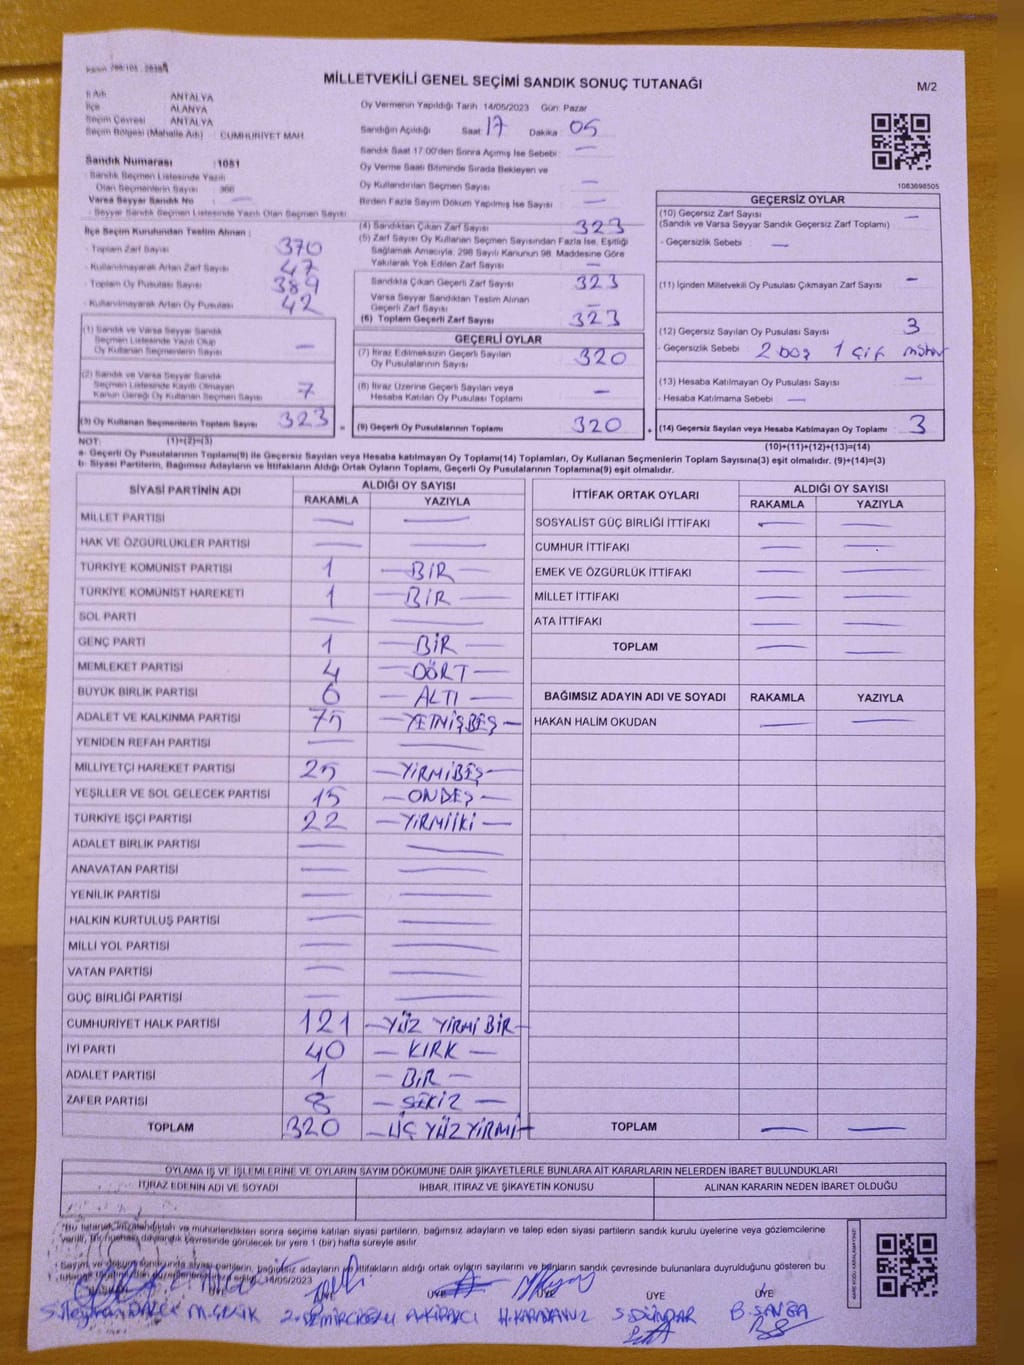 MİLLETVEKİLİ GENEL SEÇİMİ SANDIK SONUÇ TUTANAĞI
M/2
İl Adı ANTALYA
İlçe ALANYA
Seçim Çevresi ANTALYA
Seçim Bölgesi (Mahalle Adı) CUMHURİYET MAH.
Sandık Numarası :1081
Sandık Seçmen Listesinde Yazılı
Olan Seçmenlerin Sayısı 366
Varsa Seyyar Sandık No —
Seyyar Sandık Seçmen Listesinde Yazılı Olan Seçmen Sayısı
İlçe Seçim Kurulundan Teslim Alınan :
Toplam Zarf Sayısı 370
Kullanılmayarak Artan Zarf Sayısı 47
Toplam Oy Pusulası Sayısı 389
Kullanılmayarak Artan Oy Pusulası 42
(1) Sandık ve Varsa Seyyar Sandık
Seçmen Listesinde Yazılı Olup
Oy Kullanan Seçmenlerin Sayısı —
(2) Sandık ve Varsa Seyyar Sandık
Seçmen Listesinde Kayıtlı Olmayan
Kanun Gereği Oy Kullanan Seçmen Sayısı 7
(3) Oy Kullanan Seçmenlerin Toplam Sayısı 323
Oy Vermenin Yapıldığı Tarih 14/05/2023 Gün: Pazar
Sandığın Açıldığı Saat 17 Dakika 05
Sandık Saat 17:00'den Sonra Açılmış İse Sebebi —
Oy Verme Saati Bitiminde Sırada Bekleyen ve
Oy Kullandırılan Seçmen Sayısı —
Birden Fazla Sayım Döküm Yapılmış İse Sayısı —
(4) Sandıktan Çıkan Zarf Sayısı 323
(5) Zarf Sayısı Oy Kullanan Seçmen Sayısından Fazla İse, Eşitliği
Sağlamak Amacıyla, 298 Sayılı Kanunun 98. Maddesine Göre
Yakılarak Yok Edilen Zarf Sayısı —
Sandıkta Çıkan Geçerli Zarf Sayısı 323
Varsa Seyyar Sandıktan Teslim Alınan
Geçerli Zarf Sayısı —
(6) Toplam Geçerli Zarf Sayısı 323
GEÇERLİ OYLAR
(7) İtiraz Edilmeksizin Geçerli Sayılan
Oy Pusulalarının Sayısı 320
(8) İtiraz Üzerine Geçerli Sayılan veya
Hesaba Katılan Oy Pusulası Toplamı —
(9) Geçerli Oy Pusulalarının Toplamı 320
1083698505
GEÇERSİZ OYLAR
(10) Geçersiz Zarf Sayısı —
(Sandık ve Varsa Seyyar Sandık Geçersiz Zarf Toplamı)
- Geçersizlik Sebebi —
(11) İçinden Milletvekili Oy Pusulası Çıkmayan Zarf Sayısı —
(12) Geçersiz Sayılan Oy Pusulası Sayısı 3
- Geçersizlik Sebebi 2 boş 1 çif
(13) Hesaba Katılmayan Oy Pusulası Sayısı —
- Hesaba Katılmama Sebebi —
(14) Geçersiz Sayılan veya Hesaba Katılmayan Oy Toplamı 3
NOT: (1)+(2)=(3) (10)+(11)+(12)+(13)=(14)
a- Geçerli Oy Pusulalarının Toplamı(9) ile Geçersiz Sayılan veya Hesaba katılmayan Oy Toplamı(14) Toplamları, Oy Kullanan Seçmenlerin Toplam Sayısına(3) eşit olmalıdır. (9)+(14)=(3)
b- Siyasi Partilerin, Bağımsız Adayların ve İttifakların Aldığı Ortak Oyların Toplamı, Geçerli Oy Pusulalarının Toplamına(9) eşit olmalıdır.
SİYASİ PARTİNİN ADI ALDIĞI OY SAYISI
RAKAMLA YAZIYLA
MİLLET PARTİSİ — —
HAK VE ÖZGÜRLÜKLER PARTİSİ — —
TÜRKİYE KOMÜNİST PARTİSİ 1 — BİR —
TÜRKİYE KOMÜNİST HAREKETİ 1 — BİR —
SOL PARTİ — —
GENÇ PARTİ 1 — BİR —
MEMLEKET PARTİSİ 4 — DÖRT —
BÜYÜK BİRLİK PARTİSİ 6 — ALTI —
ADALET VE KALKINMA PARTİSİ 75 — YETMİŞBEŞ —
YENİDEN REFAH PARTİSİ — —
MİLLİYETÇİ HAREKET PARTİSİ 25 — YİRMİBEŞ —
YEŞİLLER VE SOL GELECEK PARTİSİ 15 — ONBEŞ —
TÜRKİYE İŞÇİ PARTİSİ 22 — YİRMİİKİ —
ADALET BİRLİK PARTİSİ — —
ANAVATAN PARTİSİ — —
YENİLİK PARTİSİ — —
HALKIN KURTULUŞ PARTİSİ — —
MİLLİ YOL PARTİSİ — —
VATAN PARTİSİ — —
GÜÇ BİRLİĞİ PARTİSİ — —
CUMHURİYET HALK PARTİSİ 121 — YÜZ YİRMİ BİR —
İYİ PARTİ 40 — KIRK —
ADALET PARTİSİ 1 — BİR —
ZAFER PARTİSİ 8 — SEKİZ —
TOPLAM 320 — ÜÇ YÜZ YİRMİ —
İTTİFAK ORTAK OYLARI ALDIĞI OY SAYISI
RAKAMLA YAZIYLA
SOSYALİST GÜÇ BİRLİĞİ İTTİFAKI — —
CUMHUR İTTİFAKI — —
EMEK VE ÖZGÜRLÜK İTTİFAKI — —
MİLLET İTTİFAKI — —
ATA İTTİFAKI — —
TOPLAM — —
BAĞIMSIZ ADAYIN ADI VE SOYADI RAKAMLA YAZIYLA
HAKAN HALİM OKUDAN — —
TOPLAM — —
OYLAMA İŞ VE İŞLEMLERİNE VE OYLARIN SAYIM DÖKÜMÜNE DAİR ŞİKAYETLERLE BUNLARA AİT KARARLARIN NELERDEN İBARET BULUNDUKLARI
İTİRAZ EDENİN ADI VE SOYADI İHBAR, İTİRAZ VE ŞİKAYETİN KONUSU ALINAN KARARIN NEDEN İBARET OLDUĞU
*Bu tutanak imzalandıktan ve mühürlendikten sonra seçime katılan siyasi partilerin, bağımsız adayların ve talep eden siyasi partilerin sandık kurulu üyelerine veya gözlemcilerine
verilir, bir nüshası da sandık çevresinde görülecek bir yere 1 (bir) hafta süreyle asılır.
Sayım ve döküm sonucunda siyasi partilerin, bağımsız adayların ve ittifakların aldığı ortak oyların sayılarını ve bunların sandık çevresinde bulunanlara duyrulduğunu gösteren bu
14/05/2023
ÜYE ÜYE ÜYE ÜYE ÜYE
M. ÇELİK Z. DEMİRCİOĞLU H. KARAYAVUZ S. DÜNDAR